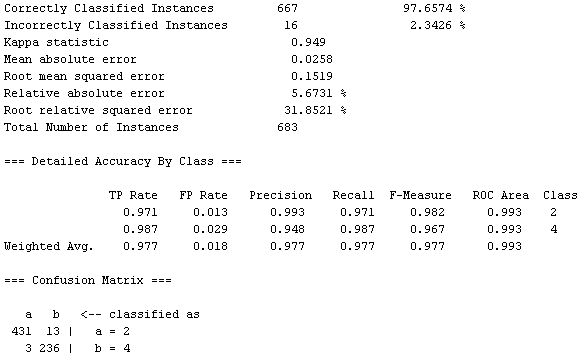 Correctly Classified Instances 667 97.6574 %
Incorrectly Classified Instances 16 2.3426 %
Kappa statistic 0.949
Mean absolute error 0.0258
Root mean squared error 0.1519
Relative absolute error 5.6731 %
Root relative squared error 31.8521 %
Total Number of Instances 683
=== Detailed Accuracy By Class ===
TP Rate FP Rate Precision Recall F-Measure ROC Area Class
0.971 0.013 0.993 0.971 0.982 0.993 2
0.987 0.029 0.948 0.987 0.967 0.993 4
Weighted Avg. 0.977 0.018 0.977 0.977 0.977 0.993
=== Confusion Matrix ===
a b <-- classified as
431 13 | a = 2
3 236 | b = 4